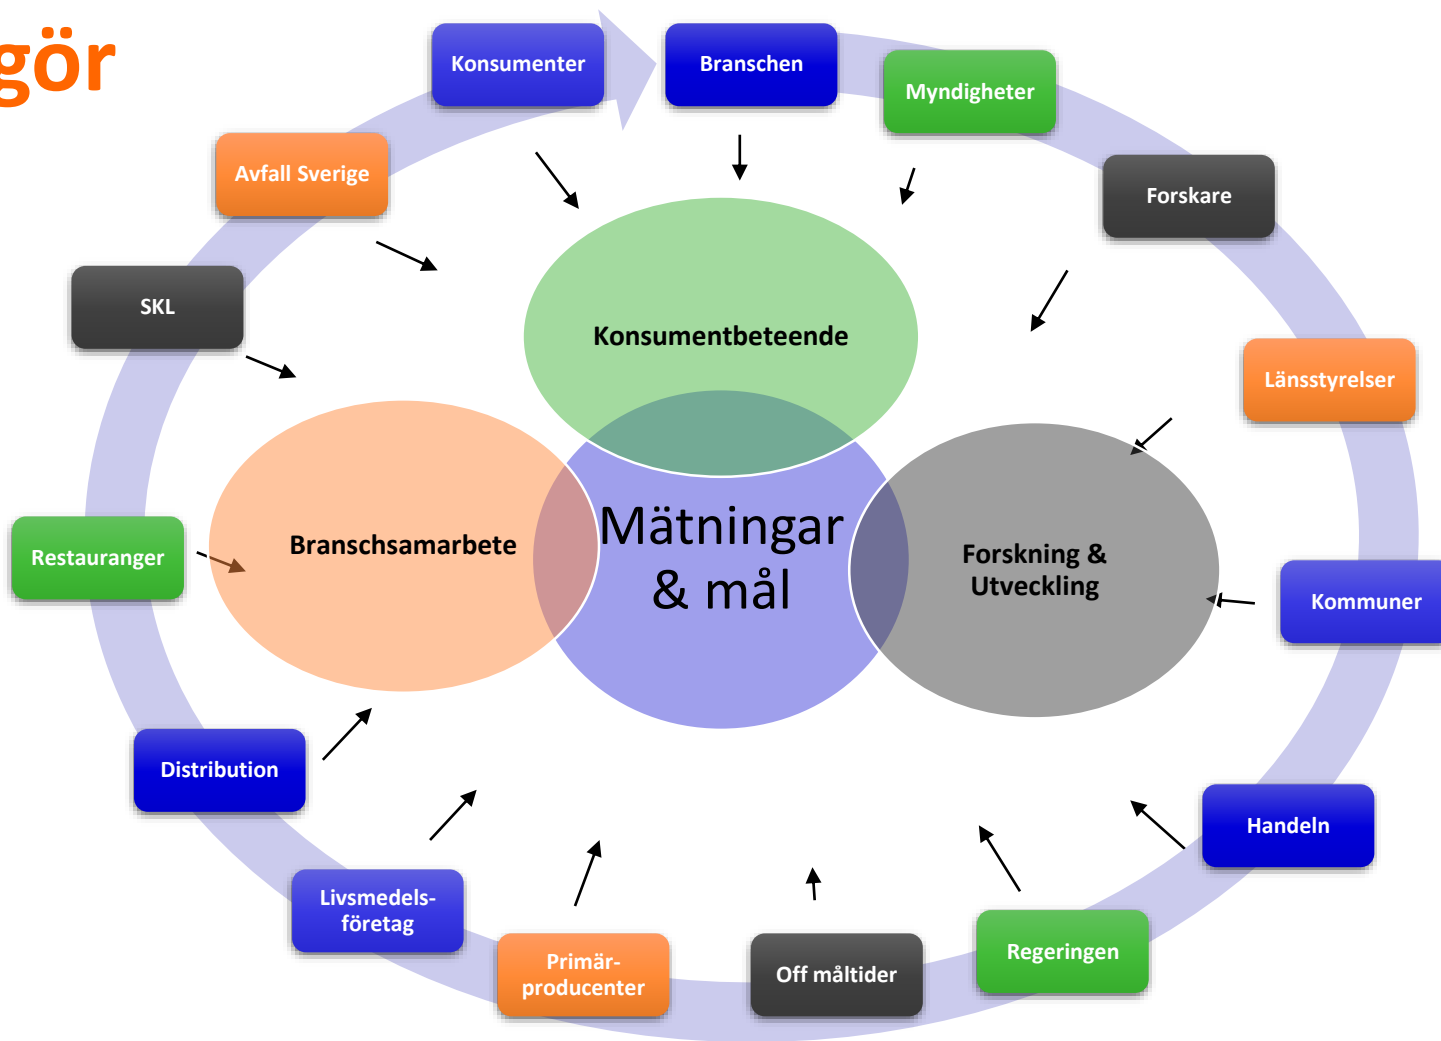 gör
Konsumenter
Branschen
Myndigheter
Avfall Sverige
Forskare
SKL
Konsumentbeteende
Länsstyrelser
Branschsamarbete
Mätningar
& mål
Forskning &
Utveckling
Restauranger
Kommuner
Distribution
Handeln
Livsmedels-
företag
Primär-
producenter
Off måltider
Regeringen